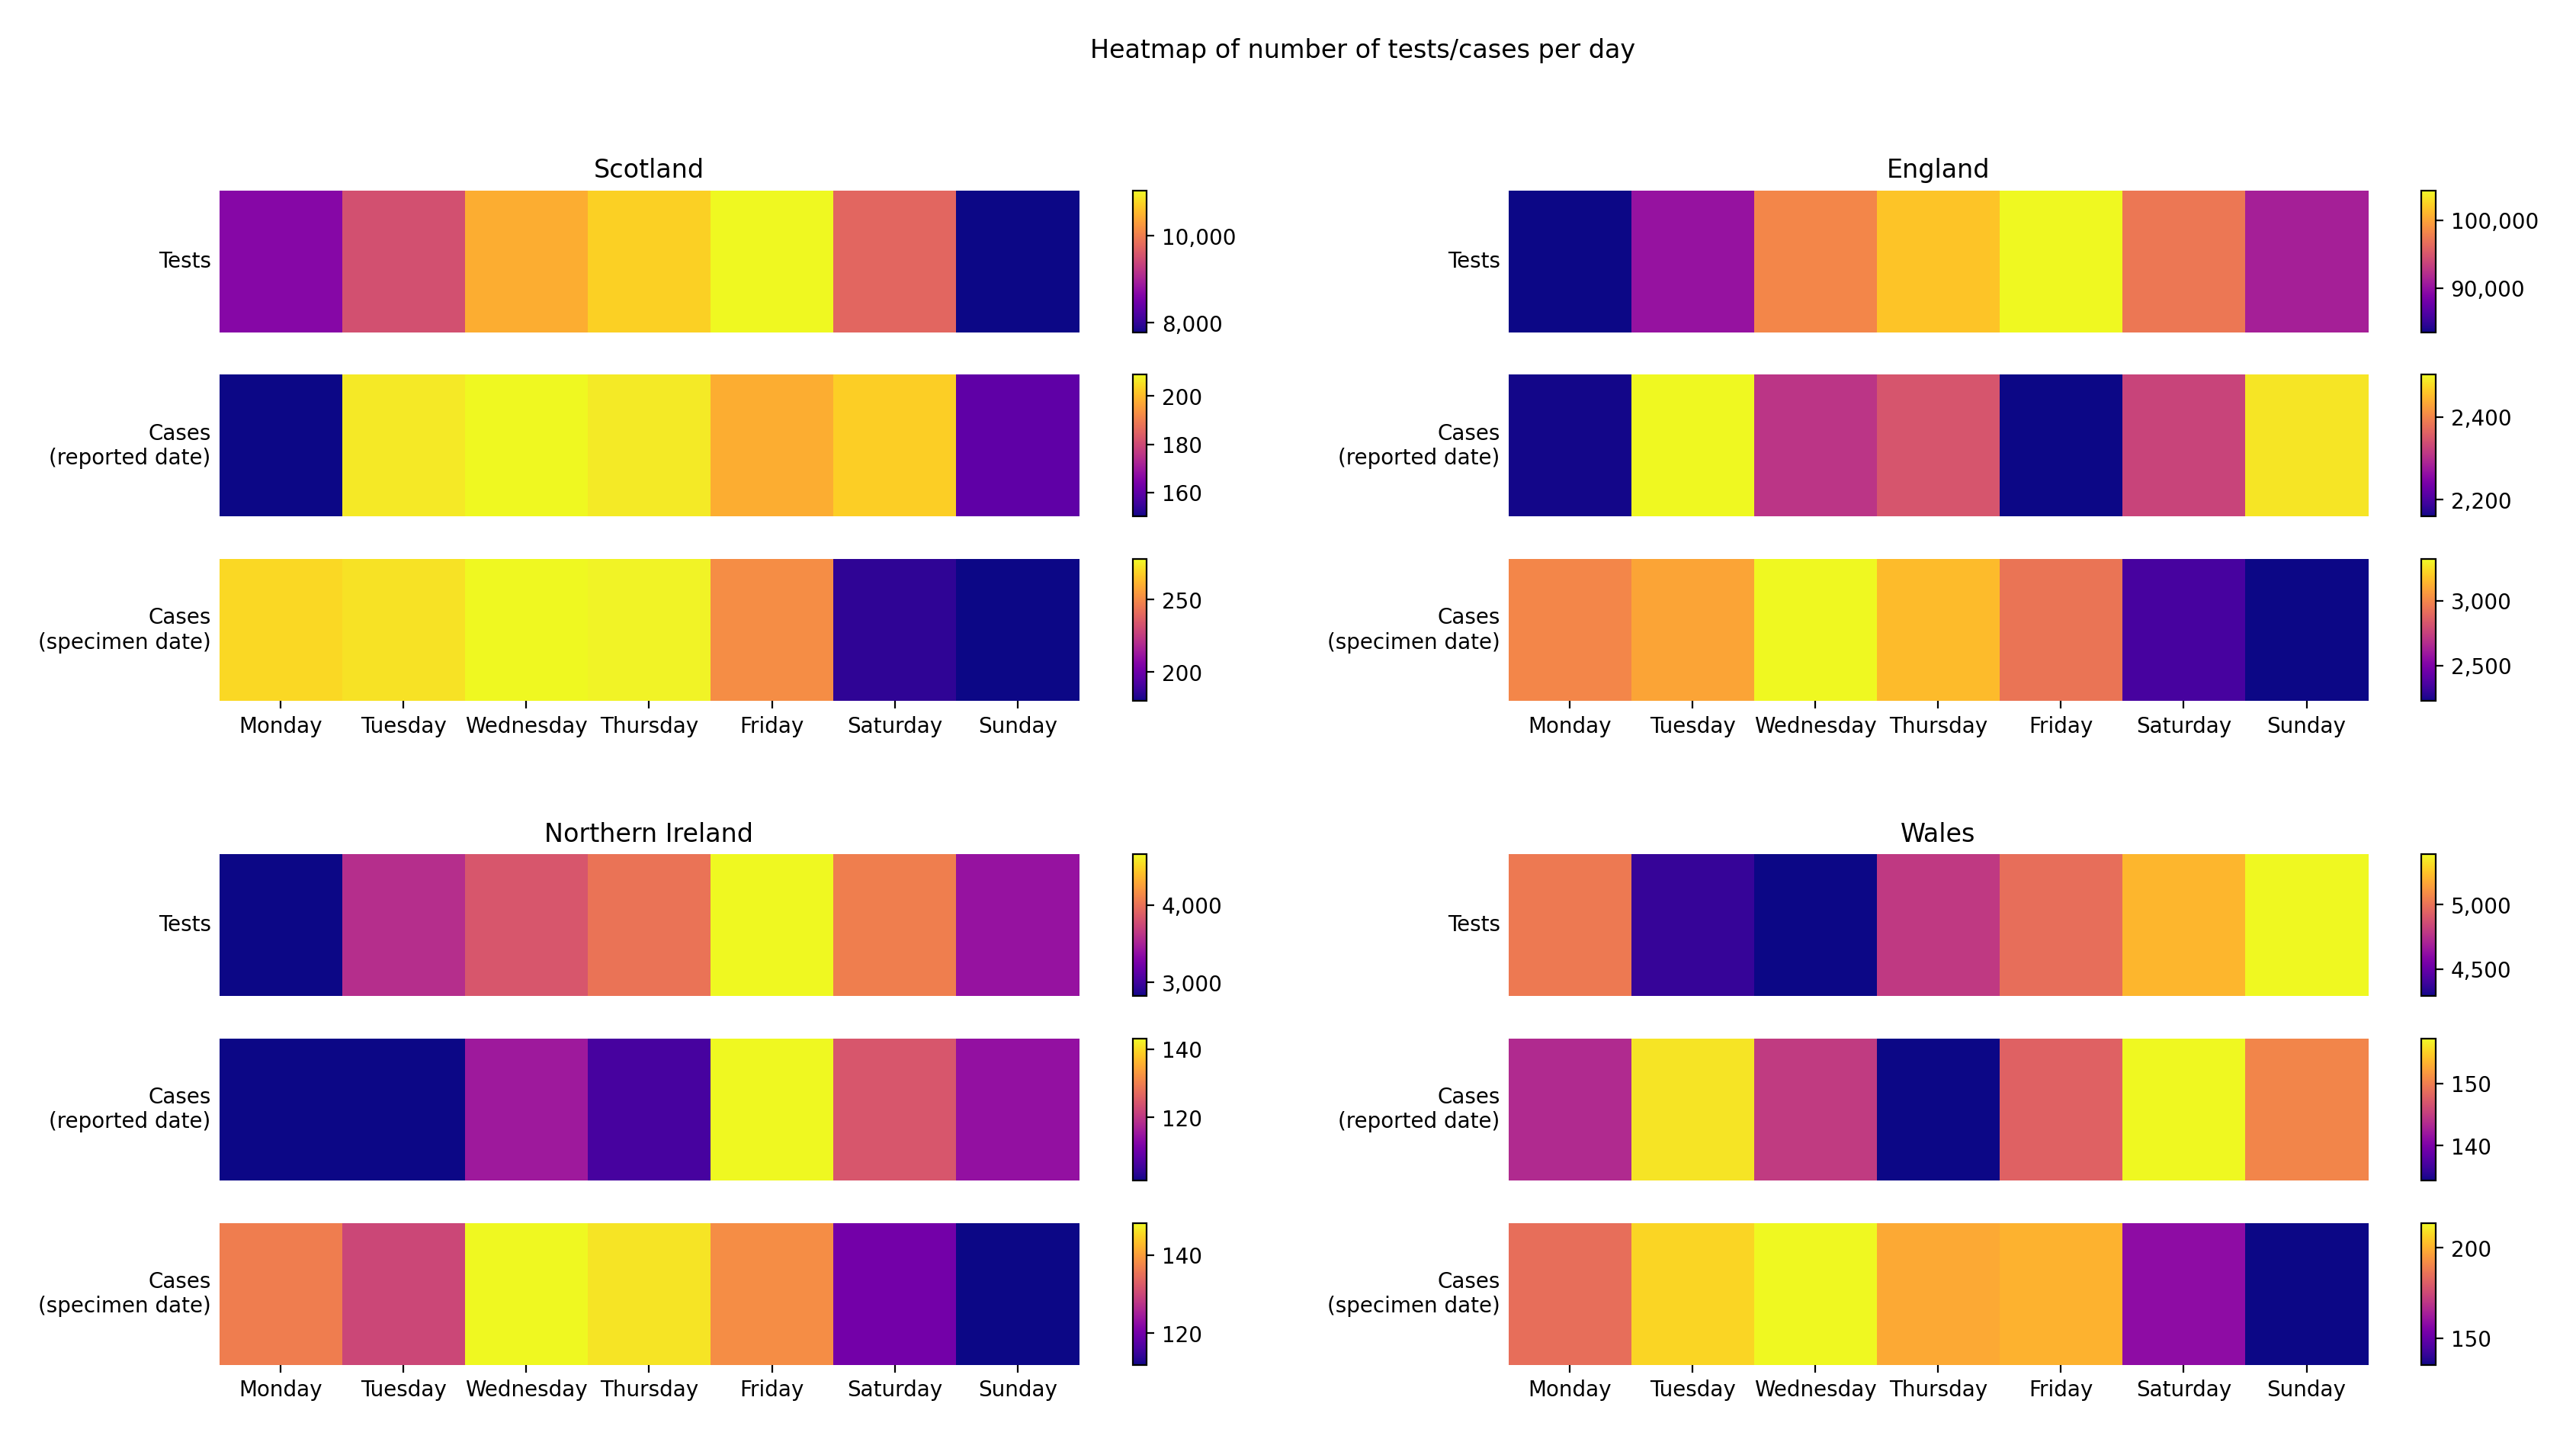 Heatmap of number of tests/cases per day
Scotland
Tests
10,000
8,000
Cases
(reported date)
200
180
160
Cases
(specimen date)
250
200
Monday Tuesday Wednesday Thursday Friday Saturday Sunday
England
Tests
100,000
90,000
Cases
(reported date)
2,400
2,200
Cases
(specimen date)
3,000
2,500
Monday Tuesday Wednesday Thursday Friday Saturday Sunday
Northern Ireland
Tests
4,000
3,000
Cases
(reported date)
140
120
Cases
(specimen date)
140
120
Monday Tuesday Wednesday Thursday Friday Saturday Sunday
Wales
Tests
5,000
4,500
Cases
(reported date)
150
140
Cases
(specimen date)
200
150
Monday Tuesday Wednesday Thursday Friday Saturday Sunday